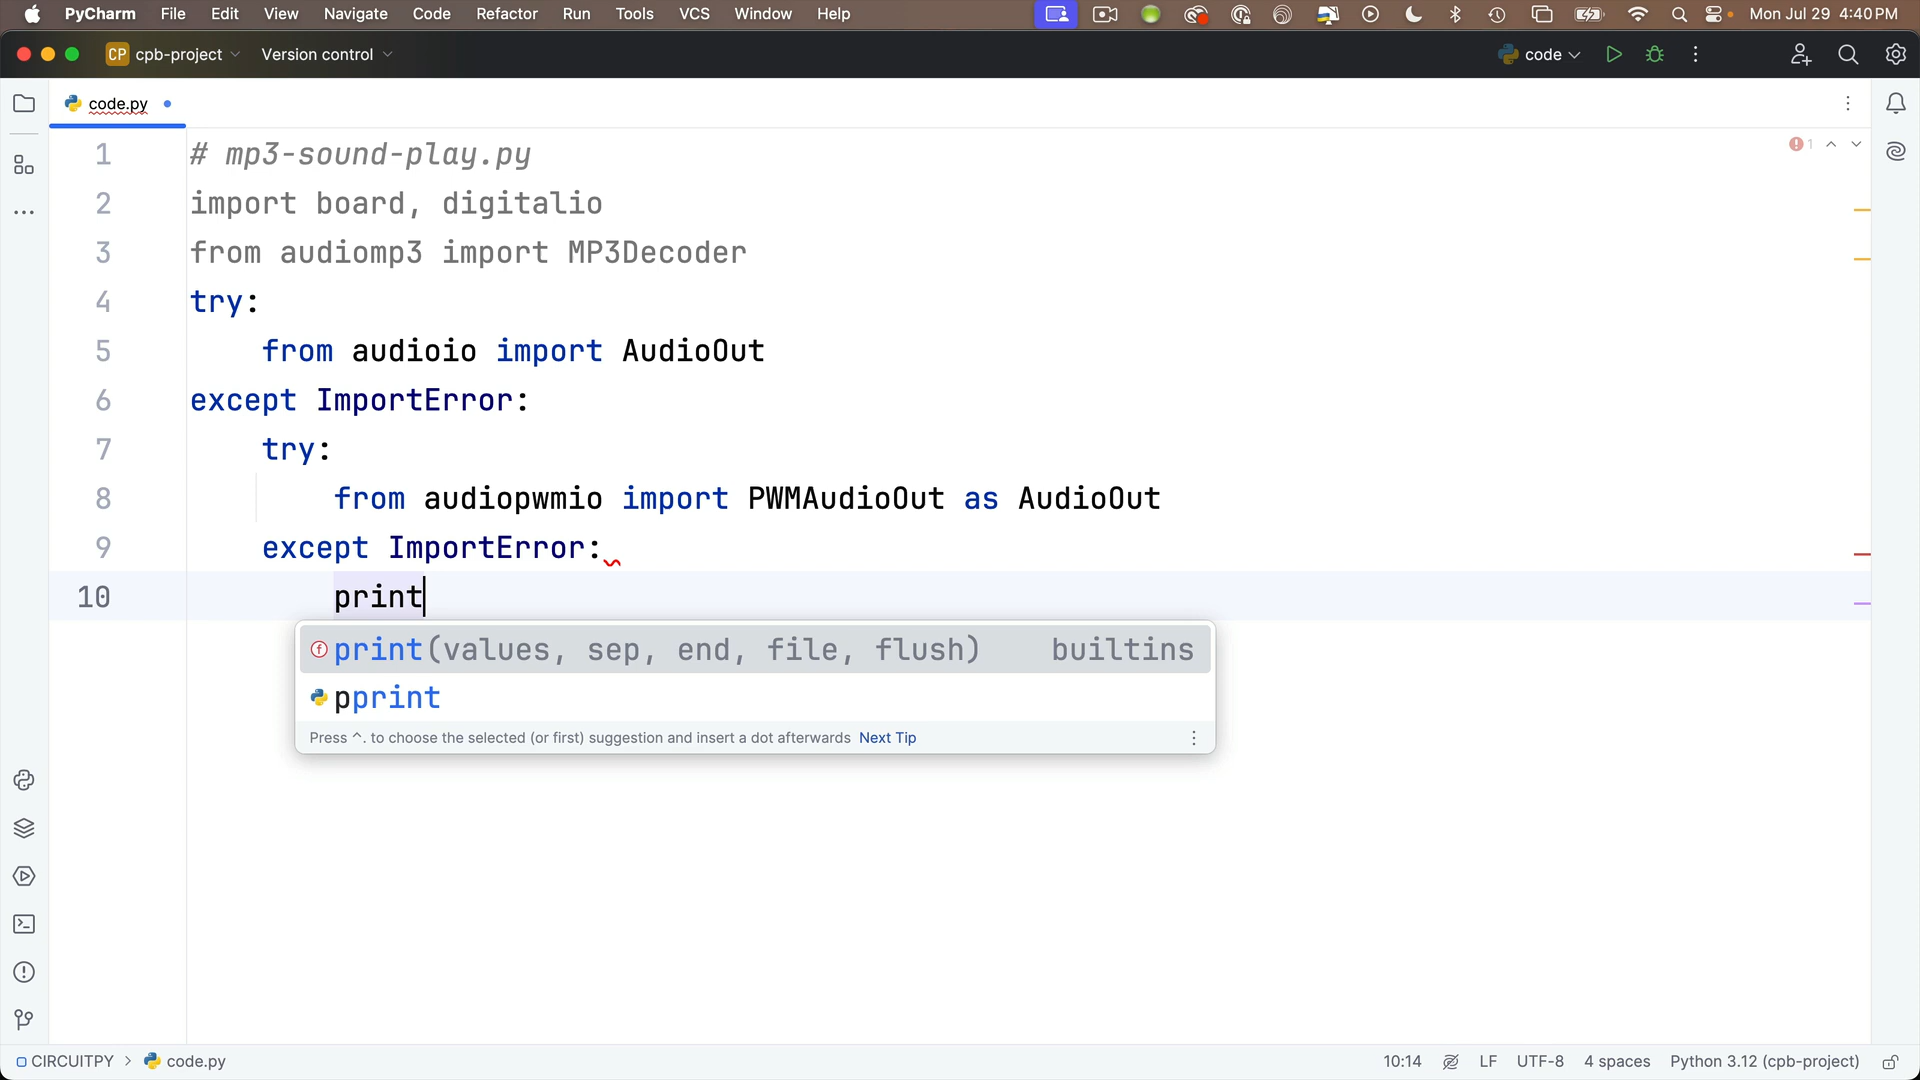 PyCharm File Edit View Navigate Code Refactor Run Tools VCS Window Help Mon Jul 29 4:40 PM
CP cpb-project Version control code
code.py
1 # mp3-sound-play.py
1
2 import board, digitalio
3 from audiomp3 import MP3Decoder
4 try:
5 from audioio import AudioOut
6 except ImportError:
7 try:
8 from audiopwmio import PWMAudioOut as AudioOut
9 except ImportError:
10 print
print(values, sep, end, file, flush) builtins
pprint
Press ^. to choose the selected (or first) suggestion and insert a dot afterwards Next Tip
CIRCUITPY > code.py 10:14 LF UTF-8 4 spaces Python 3.12 (cpb-project)